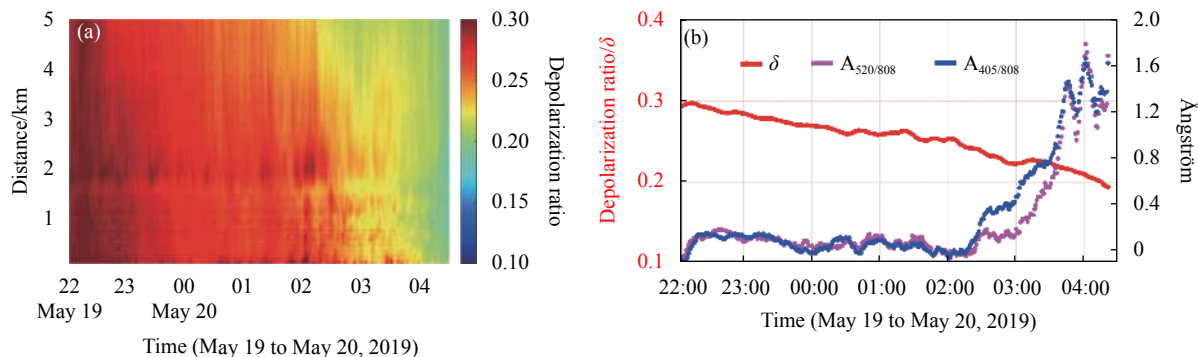 (a)
5
4
3
2
1
Distance/km
22 23 00 01 02 03 04
May 19 May 20
Time (May 19 to May 20, 2019)
0.30
0.25
0.20
0.15
0.10
Depolarization ratio
(b)
0.4
0.3
0.2
0.1
Depolarization ratio/δ
δ A520/808 A405/808
2.0
1.6
1.2
0.8
0.4
0
Ångström
22:00 23:00 00:00 01:00 02:00 03:00 04:00
Time (May 19 to May 20, 2019)